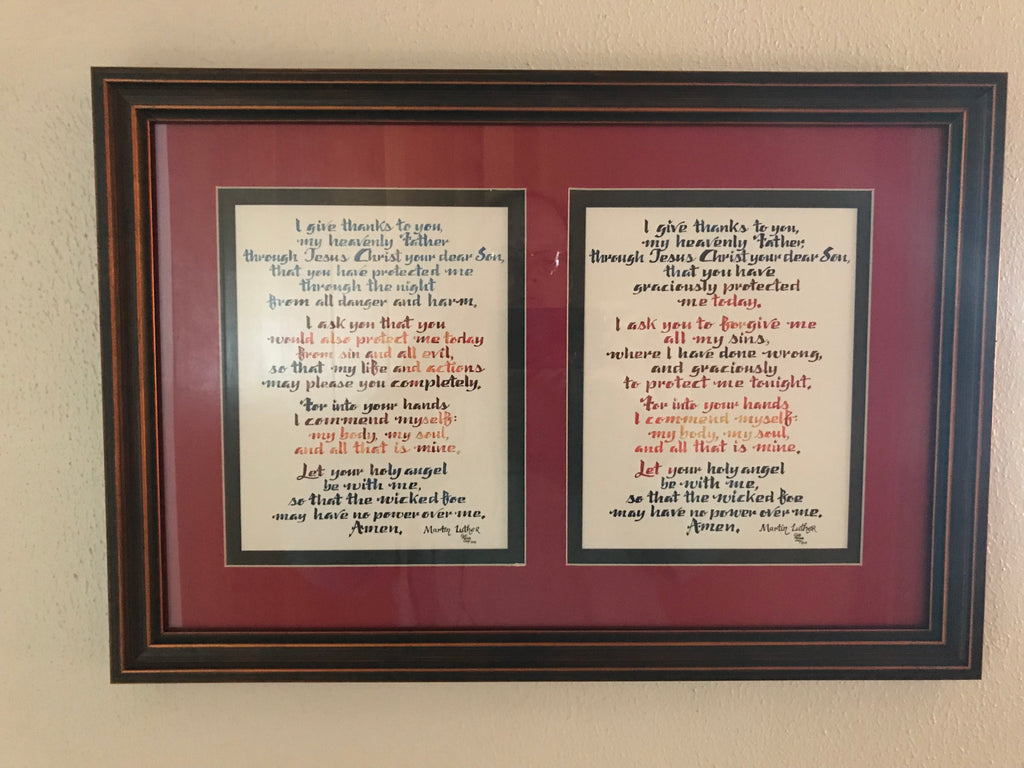 I give thanks to you,
my heavenly Father
through Jesus Christ your dear Son,
that you have protected me
through the night
from all danger and harm.
I ask you that you
would also protect me today
from sin and all evil,
so that my life and actions
may please you completely.
For into your hands
I commend myself:
my body, my soul,
and all that is mine.
Let your holy angel
be with me,
so that the wicked foe
may have no power over me.
Amen. Martin Luther
I give thanks to you,
my heavenly Father,
through Jesus Christ your dear Son,
that you have
graciously protected
me today.
I ask you to forgive me
all my sins,
where I have done wrong,
and graciously
to protect me tonight.
For into your hands
I commend myself:
my body, my soul,
and all that is mine.
Let your holy angel
be with me,
so that the wicked foe
may have no power over me.
Amen. Martin Luther